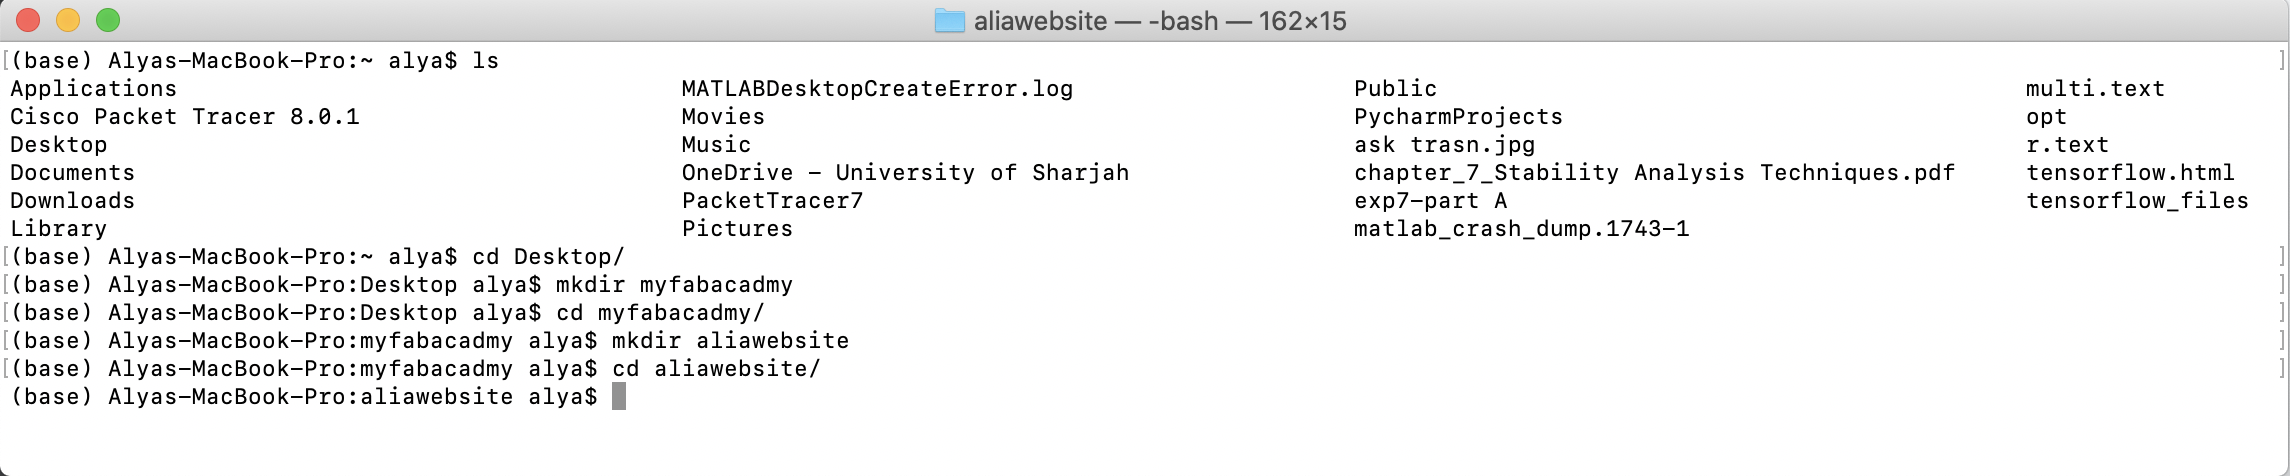 aliawebsite — -bash — 162×15
(base) Alyas-MacBook-Pro:~ alya$ ls
Applications MATLABDesktopCreateError.log Public multi.text
Cisco Packet Tracer 8.0.1 Movies PycharmProjects opt
Desktop Music ask trasn.jpg r.text
Documents OneDrive - University of Sharjah chapter_7_Stability Analysis Techniques.pdf tensorflow.html
Downloads PacketTracer7 exp7-part A tensorflow_files
Library Pictures matlab_crash_dump.1743-1
(base) Alyas-MacBook-Pro:~ alya$ cd Desktop/
(base) Alyas-MacBook-Pro:Desktop alya$ mkdir myfabacadmy
(base) Alyas-MacBook-Pro:Desktop alya$ cd myfabacadmy/
(base) Alyas-MacBook-Pro:myfabacadmy alya$ mkdir aliawebsite
(base) Alyas-MacBook-Pro:myfabacadmy alya$ cd aliawebsite/
(base) Alyas-MacBook-Pro:aliawebsite alya$